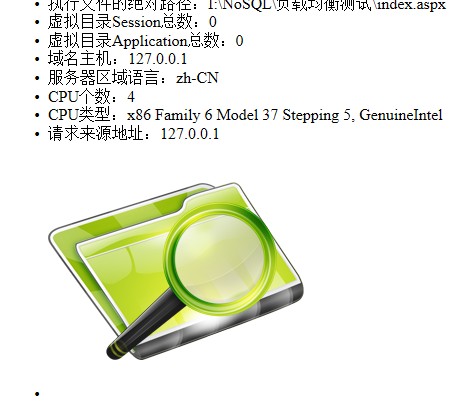 执行文件的绝对路径：I:\NoSQL\负载均衡测试\index.aspx
虚拟目录Session总数：0
虚拟目录Application总数：0
域名主机：127.0.0.1
服务器区域语言：zh-CN
CPU个数：4
CPU类型：x86 Family 6 Model 37 Stepping 5, GenuineIntel
请求来源地址：127.0.0.1